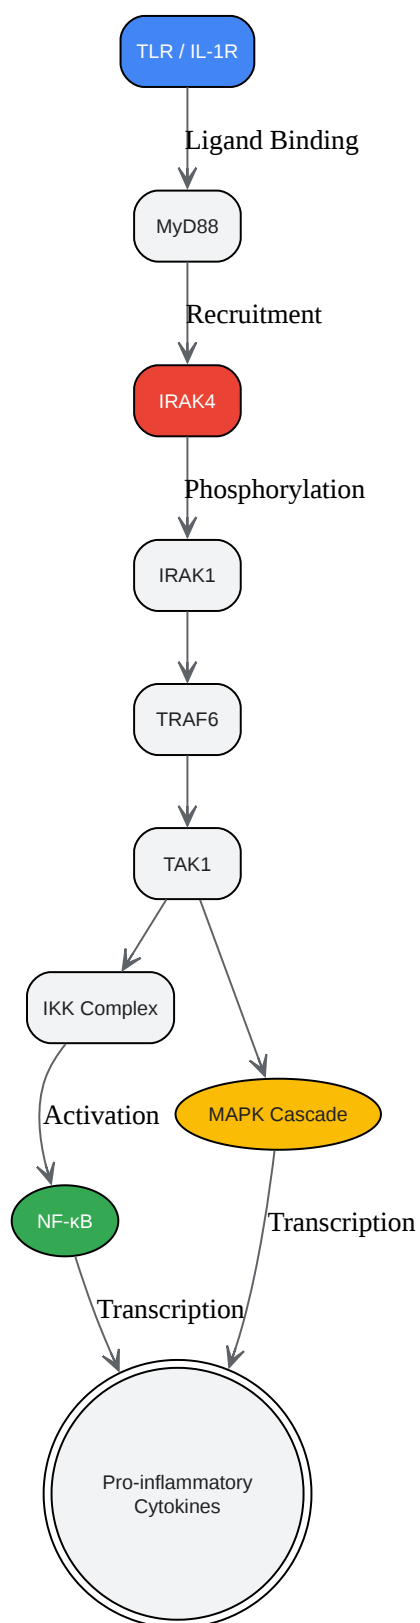 TLR / IL-1R
Ligand Binding
MyD88
Recruitment
IRAK4
Phosphorylation
IRAK1
TRAF6
TAK1
IKK Complex
MAPK Cascade
Activation
NF-κB
Transcription
Transcription
Pro-inflammatory
Cytokines